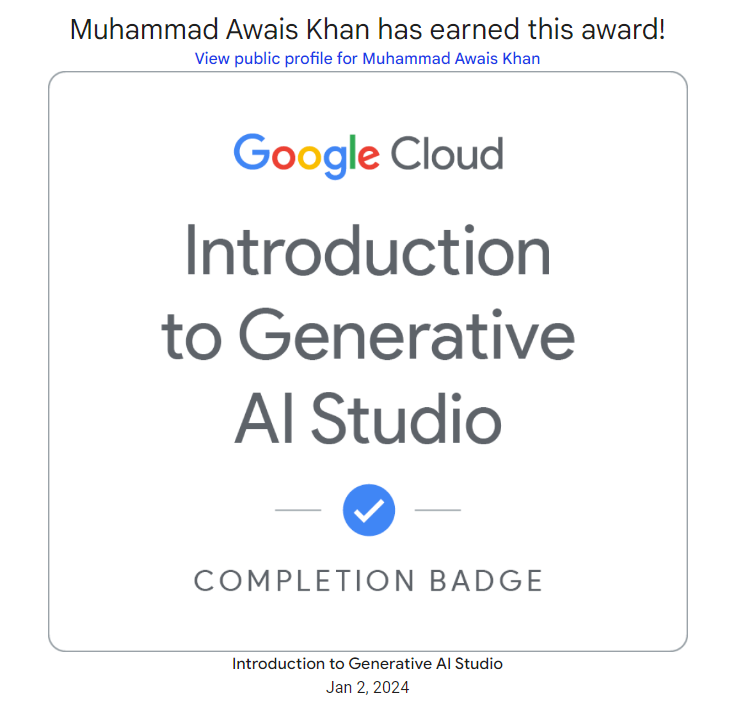 Muhammad Awais Khan has earned this award!
View public profile for Muhammad Awais Khan
Google Cloud
Introduction
to Generative
AI Studio
COMPLETION BADGE
Introduction to Generative AI Studio
Jan 2, 2024